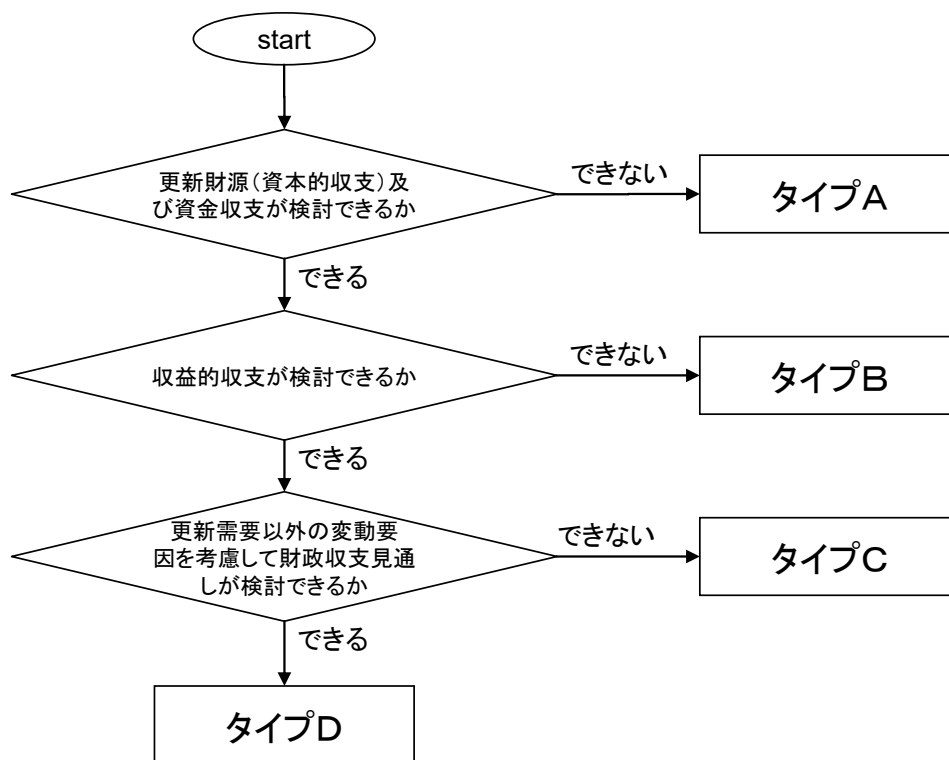 start
更新財源(資本的収支)及
び資金収支が検討できるか
できない
タイプA
できる
収益的収支が検討できるか
できない
タイプB
できる
更新需要以外の変動要
因を考慮して財政収支見通
しが検討できるか
できない
タイプC
できる
タイプD